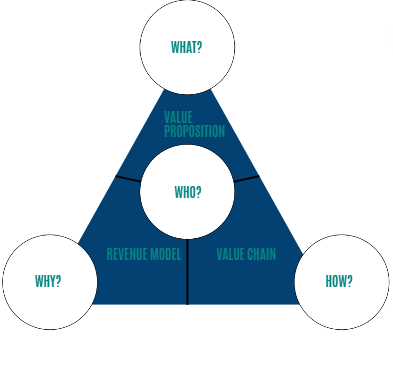 WHAT?
VALUE
PROPOSITION
WHO?
REVENUE MODEL
VALUE CHAIN
WHY?
HOW?